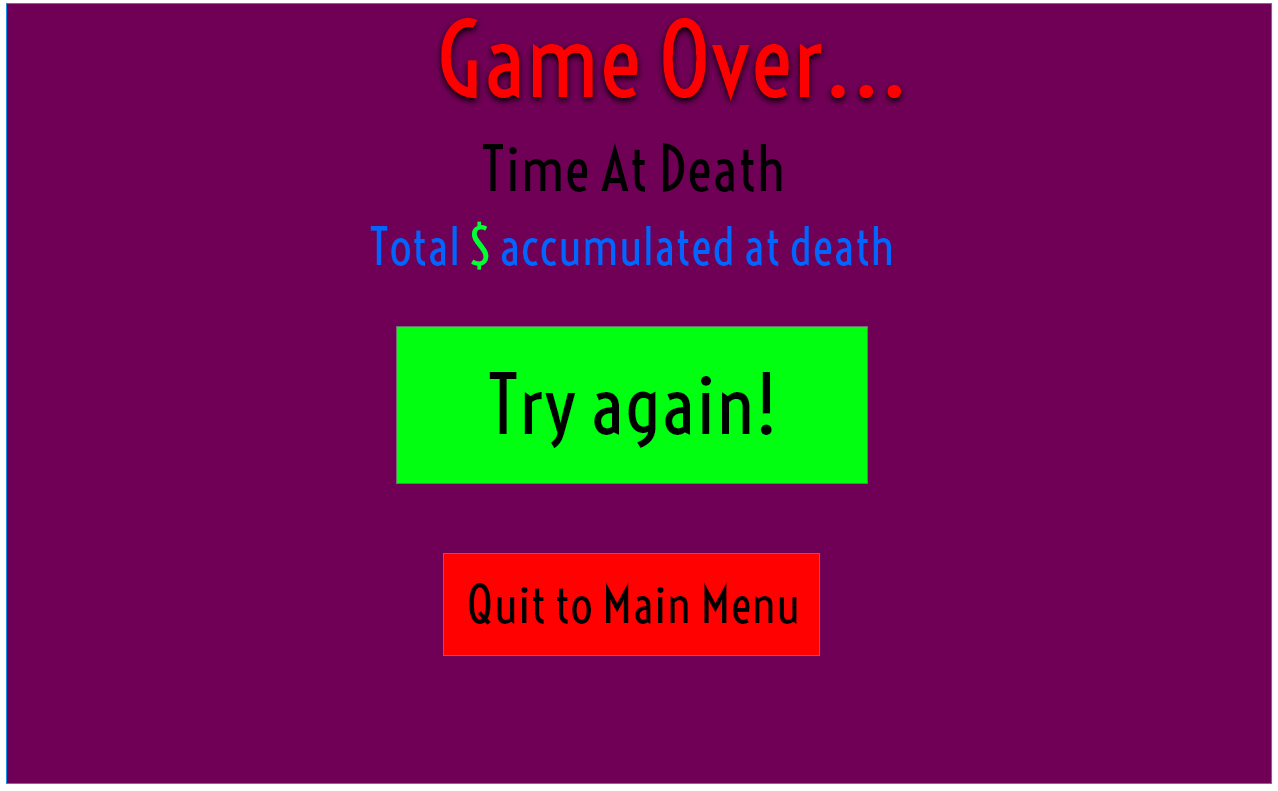 Game Over...
Time At Death
Total $ accumulated at death
Try again!
Quit to Main Menu